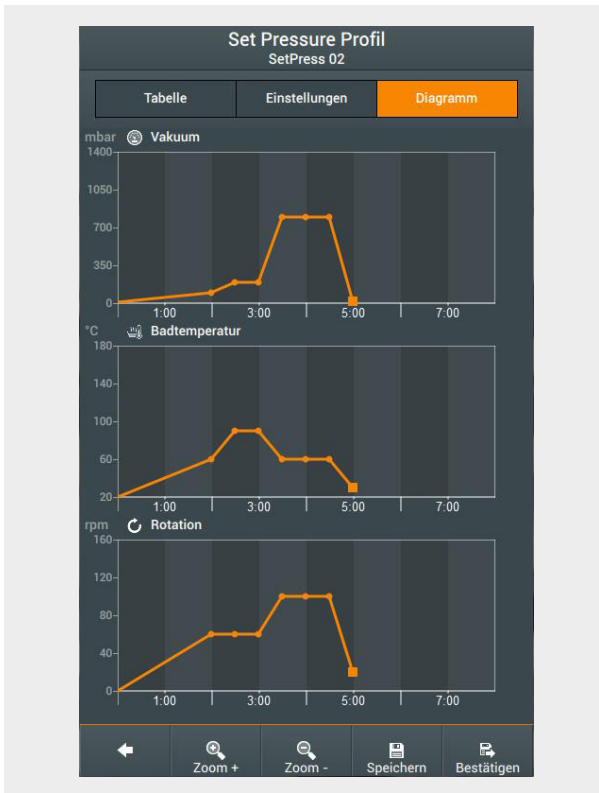 Set Pressure Profil
SetPress 02
Tabelle Einstellungen Diagramm
mbar Vakuum
1400
1050
700
350
0
1:00 3:00 5:00 7:00
°C Badtemperatur
180
140
100
60
20
1:00 3:00 5:00 7:00
rpm Rotation
160
120
80
40
0
1:00 3:00 5:00 7:00
Zoom + Zoom - Speichern Bestätigen